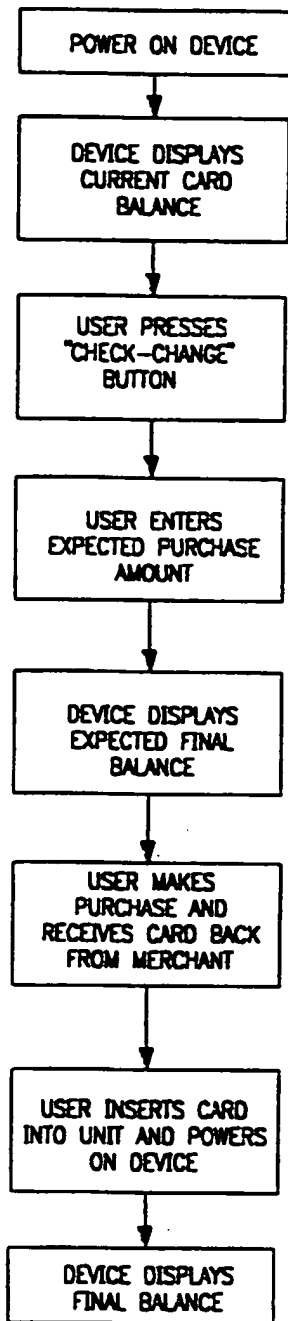 POWER ON DEVICE
DEVICE DISPLAYS
CURRENT CARD
BALANCE
USER PRESSES
"CHECK-CHANGE"
BUTTON
USER ENTERS
EXPECTED PURCHASE
AMOUNT
DEVICE DISPLAYS
EXPECTED FINAL
BALANCE
USER MAKES
PURCHASE AND
RECEIVES CARD BACK
FROM MERCHANT
USER INSERTS CARD
INTO UNIT AND POWERS
ON DEVICE
DEVICE DISPLAYS
FINAL BALANCE